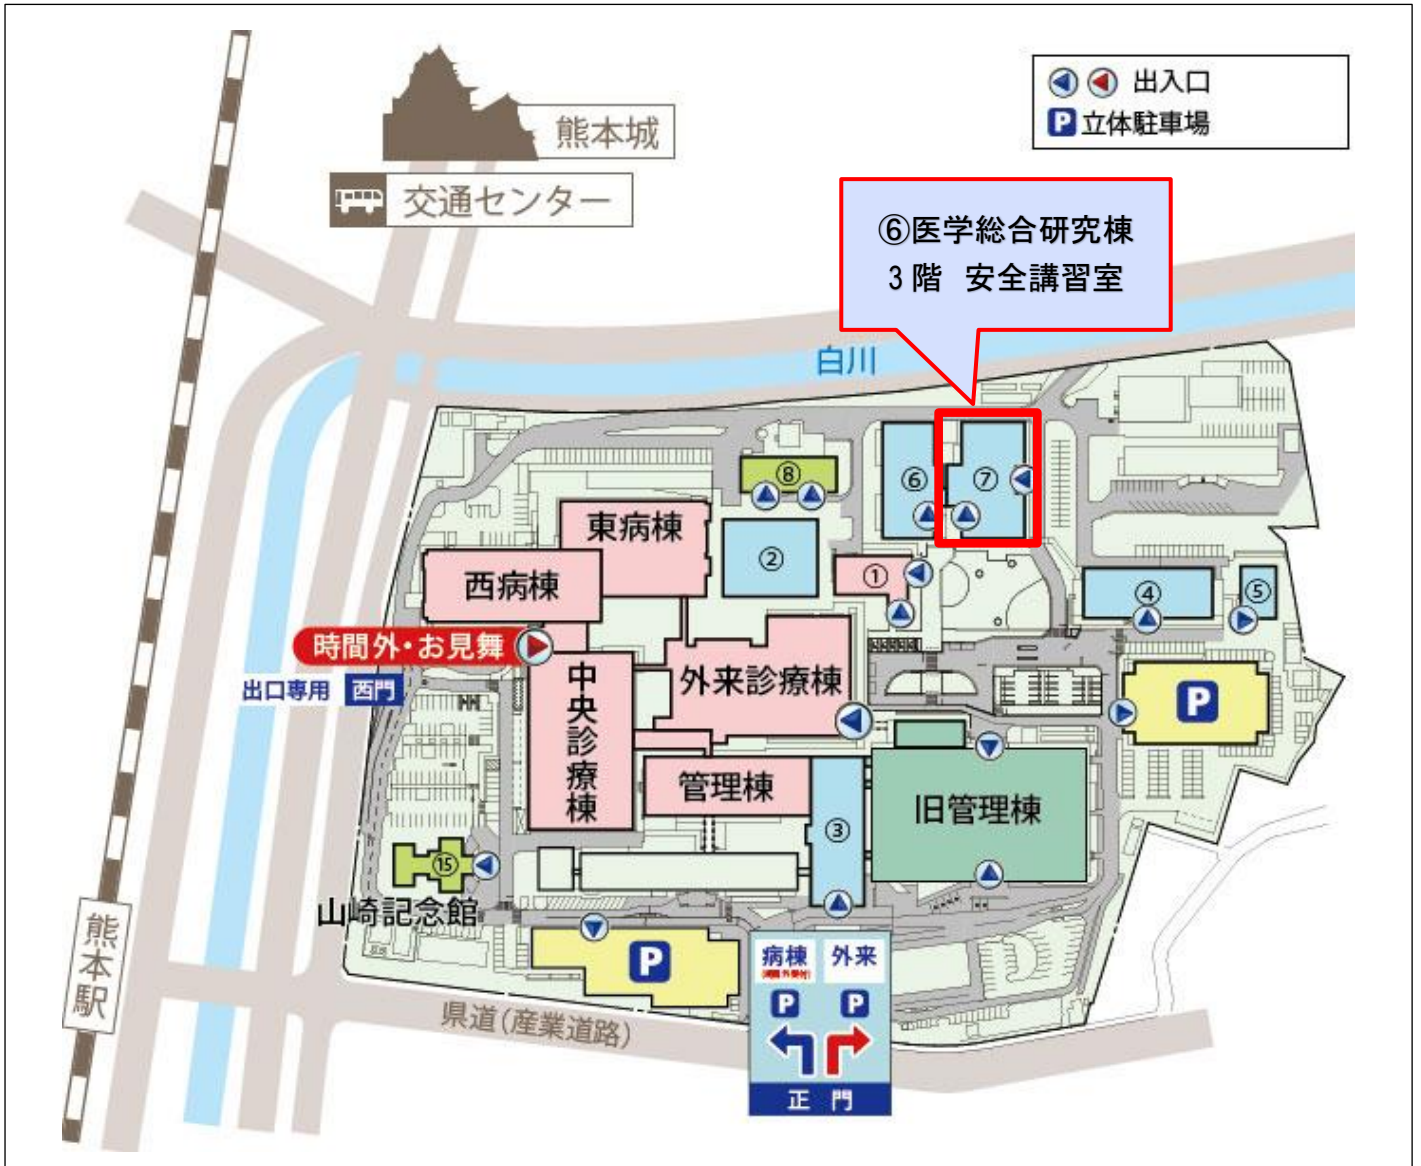 熊本城
交通センター
出入口
P 立体駐車場
⑥医学総合研究棟
3階 安全講習室
白川
⑧
⑥
⑦
東病棟
②
西病棟
①
④
⑤
時間外・お見舞
出口専用 西門
外来診療棟
P
中央診療棟
管理棟
③
旧管理棟
⑮
山崎記念館
熊本駅
P
病棟
外来
P
P
正門
県道(産業道路)